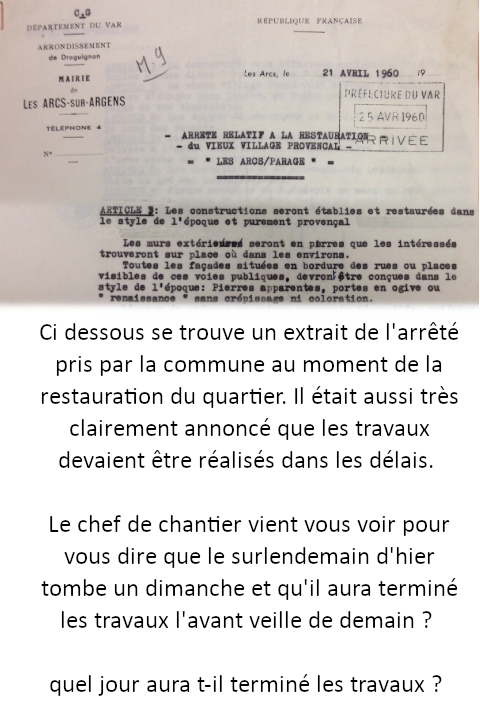 C_A_G
DÉPARTEMENT DU VAR
ARRONDISSEMENT
de Draguignan
MAIRIE
de
LES ARCS-SUR-ARGENS
TÉLÉPHONE 4
N°
M.9
RÉPUBLIQUE FRANÇAISE
Les Arcs, le 21 AVRIL 1960 19
PRÉFECTURE DU VAR
25 AVR 1960
ARRIVÉE
- ARRETE RELATIF A LA RESTAURATION
- du VIEUX VILLAGE PROVENCAL -
= " LES ARCS/PARAGE " =
ARTICLE 3: Les constructions seront établies et restaurées dans
le style de l'époque et purement provençal
Les murs extérieurs seront en pierres que les intéressés
trouveront sur place où dans les environs.
Toutes les façades situées en bordure des rues ou places
visibles de ces voies publiques, devront être conçues dans le
style de l'époque: Pierres apparentes, portes en ogive ou
" renaissance " sans crépissage ni coloration.
Ci dessous se trouve un extrait de l'arrêté
pris par la commune au moment de la
restauration du quartier. Il était aussi très
clairement annoncé que les travaux
devaient être réalisés dans les délais.
Le chef de chantier vient vous voir pour
vous dire que le surlendemain d'hier
tombe un dimanche et qu'il aura terminé
les travaux l'avant veille de demain ?
quel jour aura t-il terminé les travaux ?